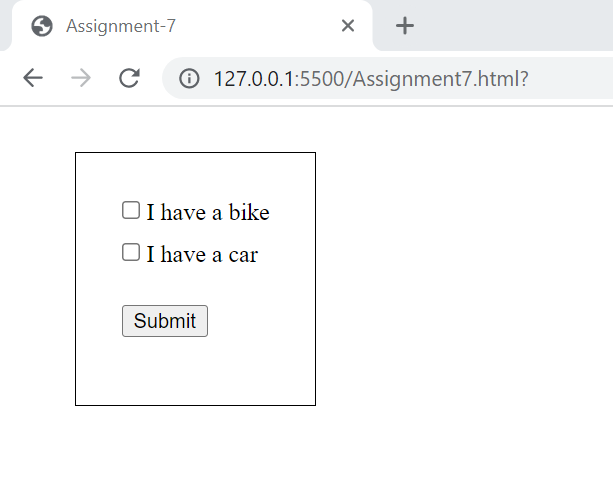 Assignment-7
127.0.0.1:5500/Assignment7.html?
I have a bike
I have a car
Submit